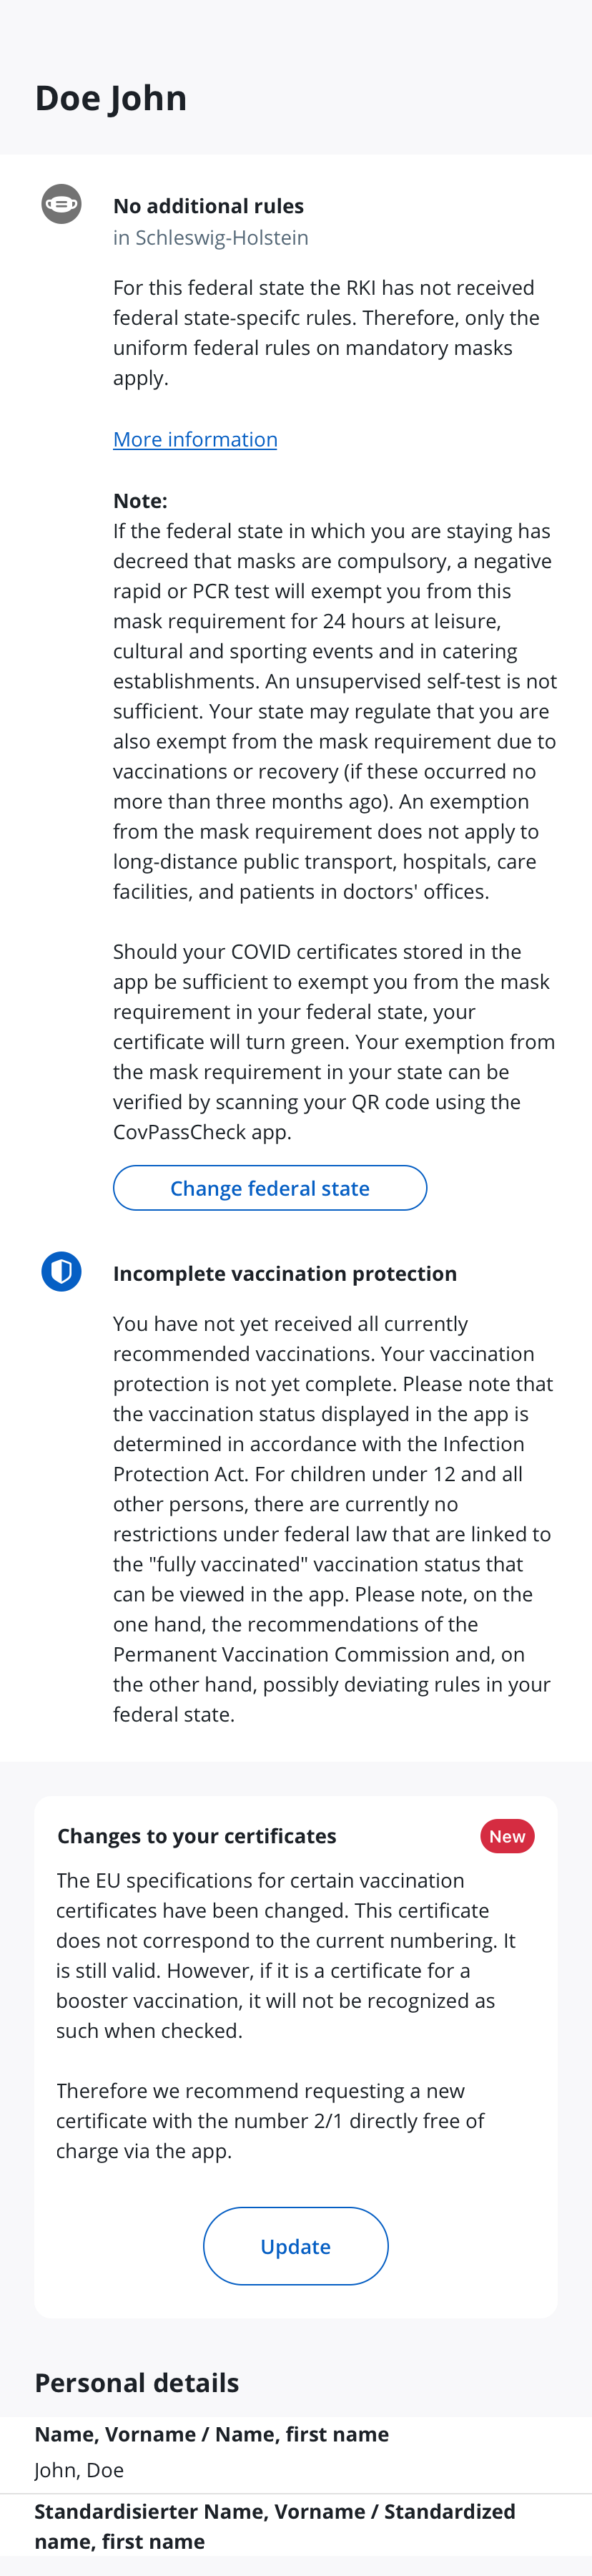 Doe John
No additional rules
in Schleswig-Holstein
For this federal state the RKI has not received
federal state-specifc rules. Therefore, only the
uniform federal rules on mandatory masks
apply.
More information
Note:
If the federal state in which you are staying has
decreed that masks are compulsory, a negative
rapid or PCR test will exempt you from this
mask requirement for 24 hours at leisure,
cultural and sporting events and in catering
establishments. An unsupervised self-test is not
sufficient. Your state may regulate that you are
also exempt from the mask requirement due to
vaccinations or recovery (if these occurred no
more than three months ago). An exemption
from the mask requirement does not apply to
long-distance public transport, hospitals, care
facilities, and patients in doctors' offices.
Should your COVID certificates stored in the
app be sufficient to exempt you from the mask
requirement in your federal state, your
certificate will turn green. Your exemption from
the mask requirement in your state can be
verified by scanning your QR code using the
CovPassCheck app.
Change federal state
Incomplete vaccination protection
You have not yet received all currently
recommended vaccinations. Your vaccination
protection is not yet complete. Please note that
the vaccination status displayed in the app is
determined in accordance with the Infection
Protection Act. For children under 12 and all
other persons, there are currently no
restrictions under federal law that are linked to
the "fully vaccinated" vaccination status that
can be viewed in the app. Please note, on the
one hand, the recommendations of the
Permanent Vaccination Commission and, on
the other hand, possibly deviating rules in your
federal state.
Changes to your certificates
New
The EU specifications for certain vaccination
certificates have been changed. This certificate
does not correspond to the current numbering. It
is still valid. However, if it is a certificate for a
booster vaccination, it will not be recognized as
such when checked.
Therefore we recommend requesting a new
certificate with the number 2/1 directly free of
charge via the app.
Update
Personal details
Name, Vorname / Name, first name
John, Doe
Standardisierter Name, Vorname / Standardized
name, first name